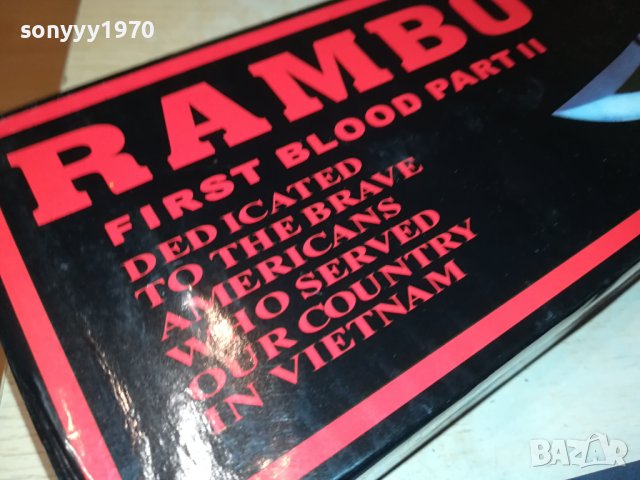 sonyyy1970
RAMBO
FIRST BLOOD PART II
DEDICATED
TO THE BRAVE
AMERICANS
WHO SERVED
OUR COUNTRY
IN VIETNAM
BAZAR